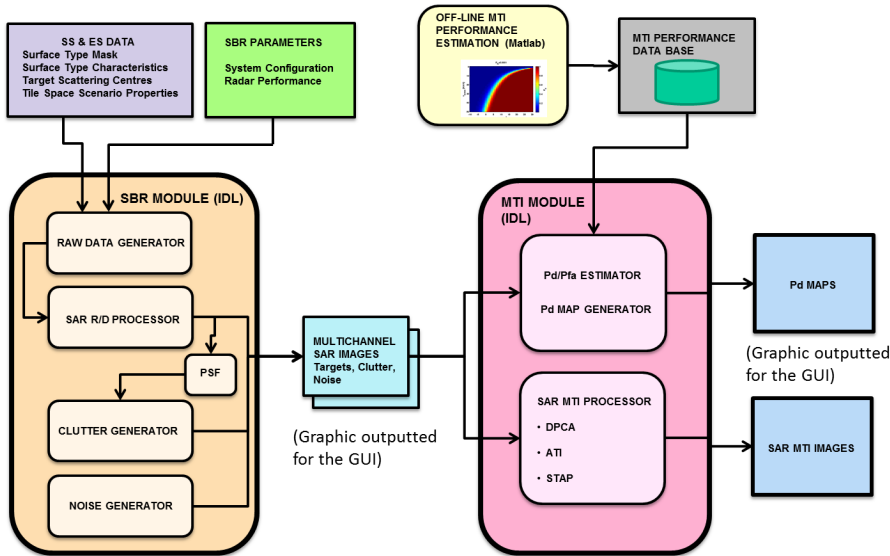 SS & ES DATA
Surface Type Mask
Surface Type Characteristics
Target Scattering Centres
Tile Space Scenario Properties
SBR PARAMETERS
System Configuration
Radar Performance
OFF-LINE MTI
PERFORMANCE
ESTIMATION (Matlab)
MTI PERFORMANCE
DATA BASE
SBR MODULE (IDL)
RAW DATA GENERATOR
SAR R/D PROCESSOR
PSF
CLUTTER GENERATOR
NOISE GENERATOR
MULTICHANNEL
SAR IMAGES
Targets, Clutter,
Noise
(Graphic outputted
for the GUI)
MTI MODULE
(IDL)
Pd/Pfa ESTIMATOR
Pd MAP GENERATOR
SAR MTI PROCESSOR
• DPCA
• ATI
• STAP
Pd MAPS
(Graphic outputted
for the GUI)
SAR MTI IMAGES